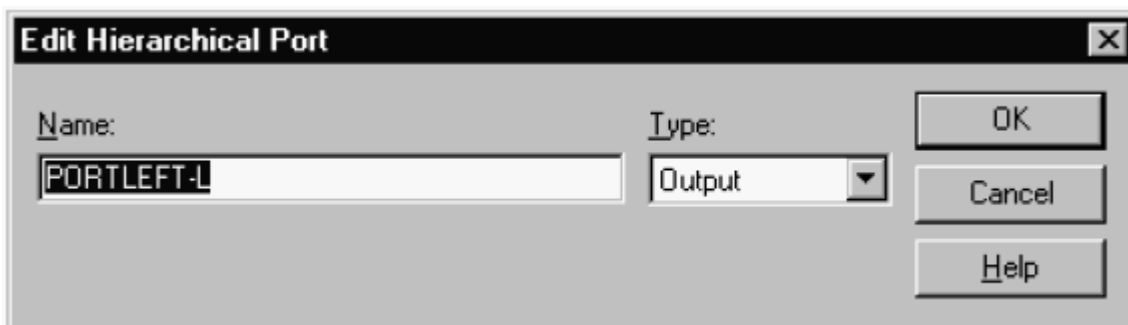 Edit Hierarchical Port
Name: Type:
PORTLEFT-L Output
OK
Cancel
Help